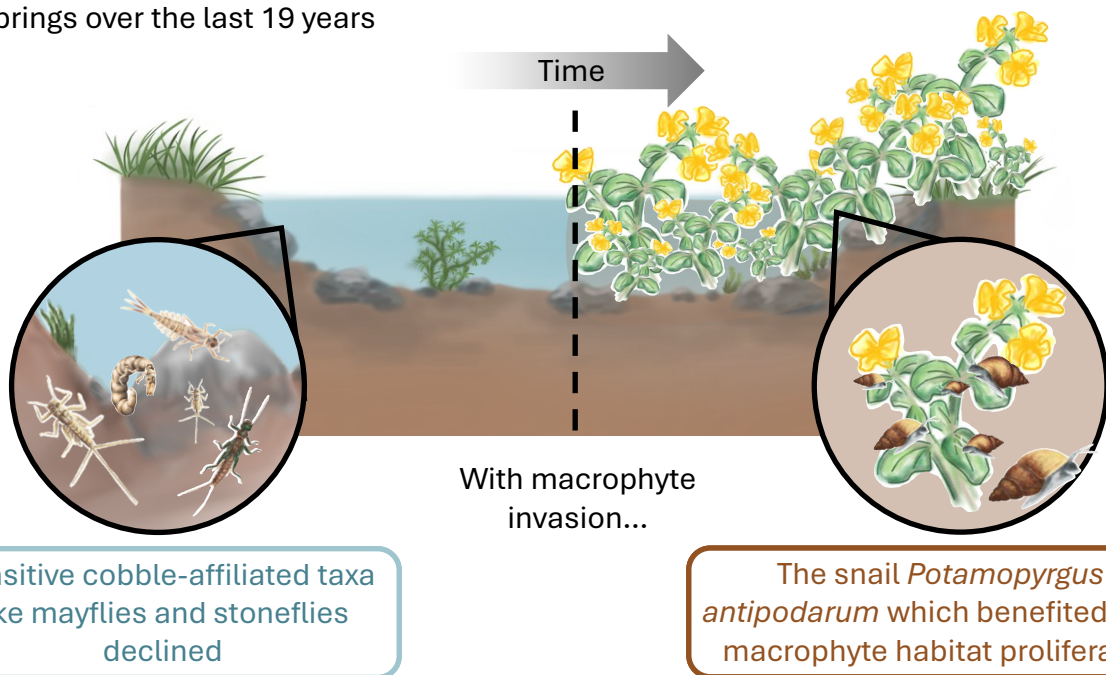 prings over the last 19 years
Time
With macrophyte
invasion...
nsitive cobble-affiliated taxa
ke mayflies and stoneflies
declined
The snail Potamopyrgus
antipodarum which benefited
macrophyte habitat prolifera